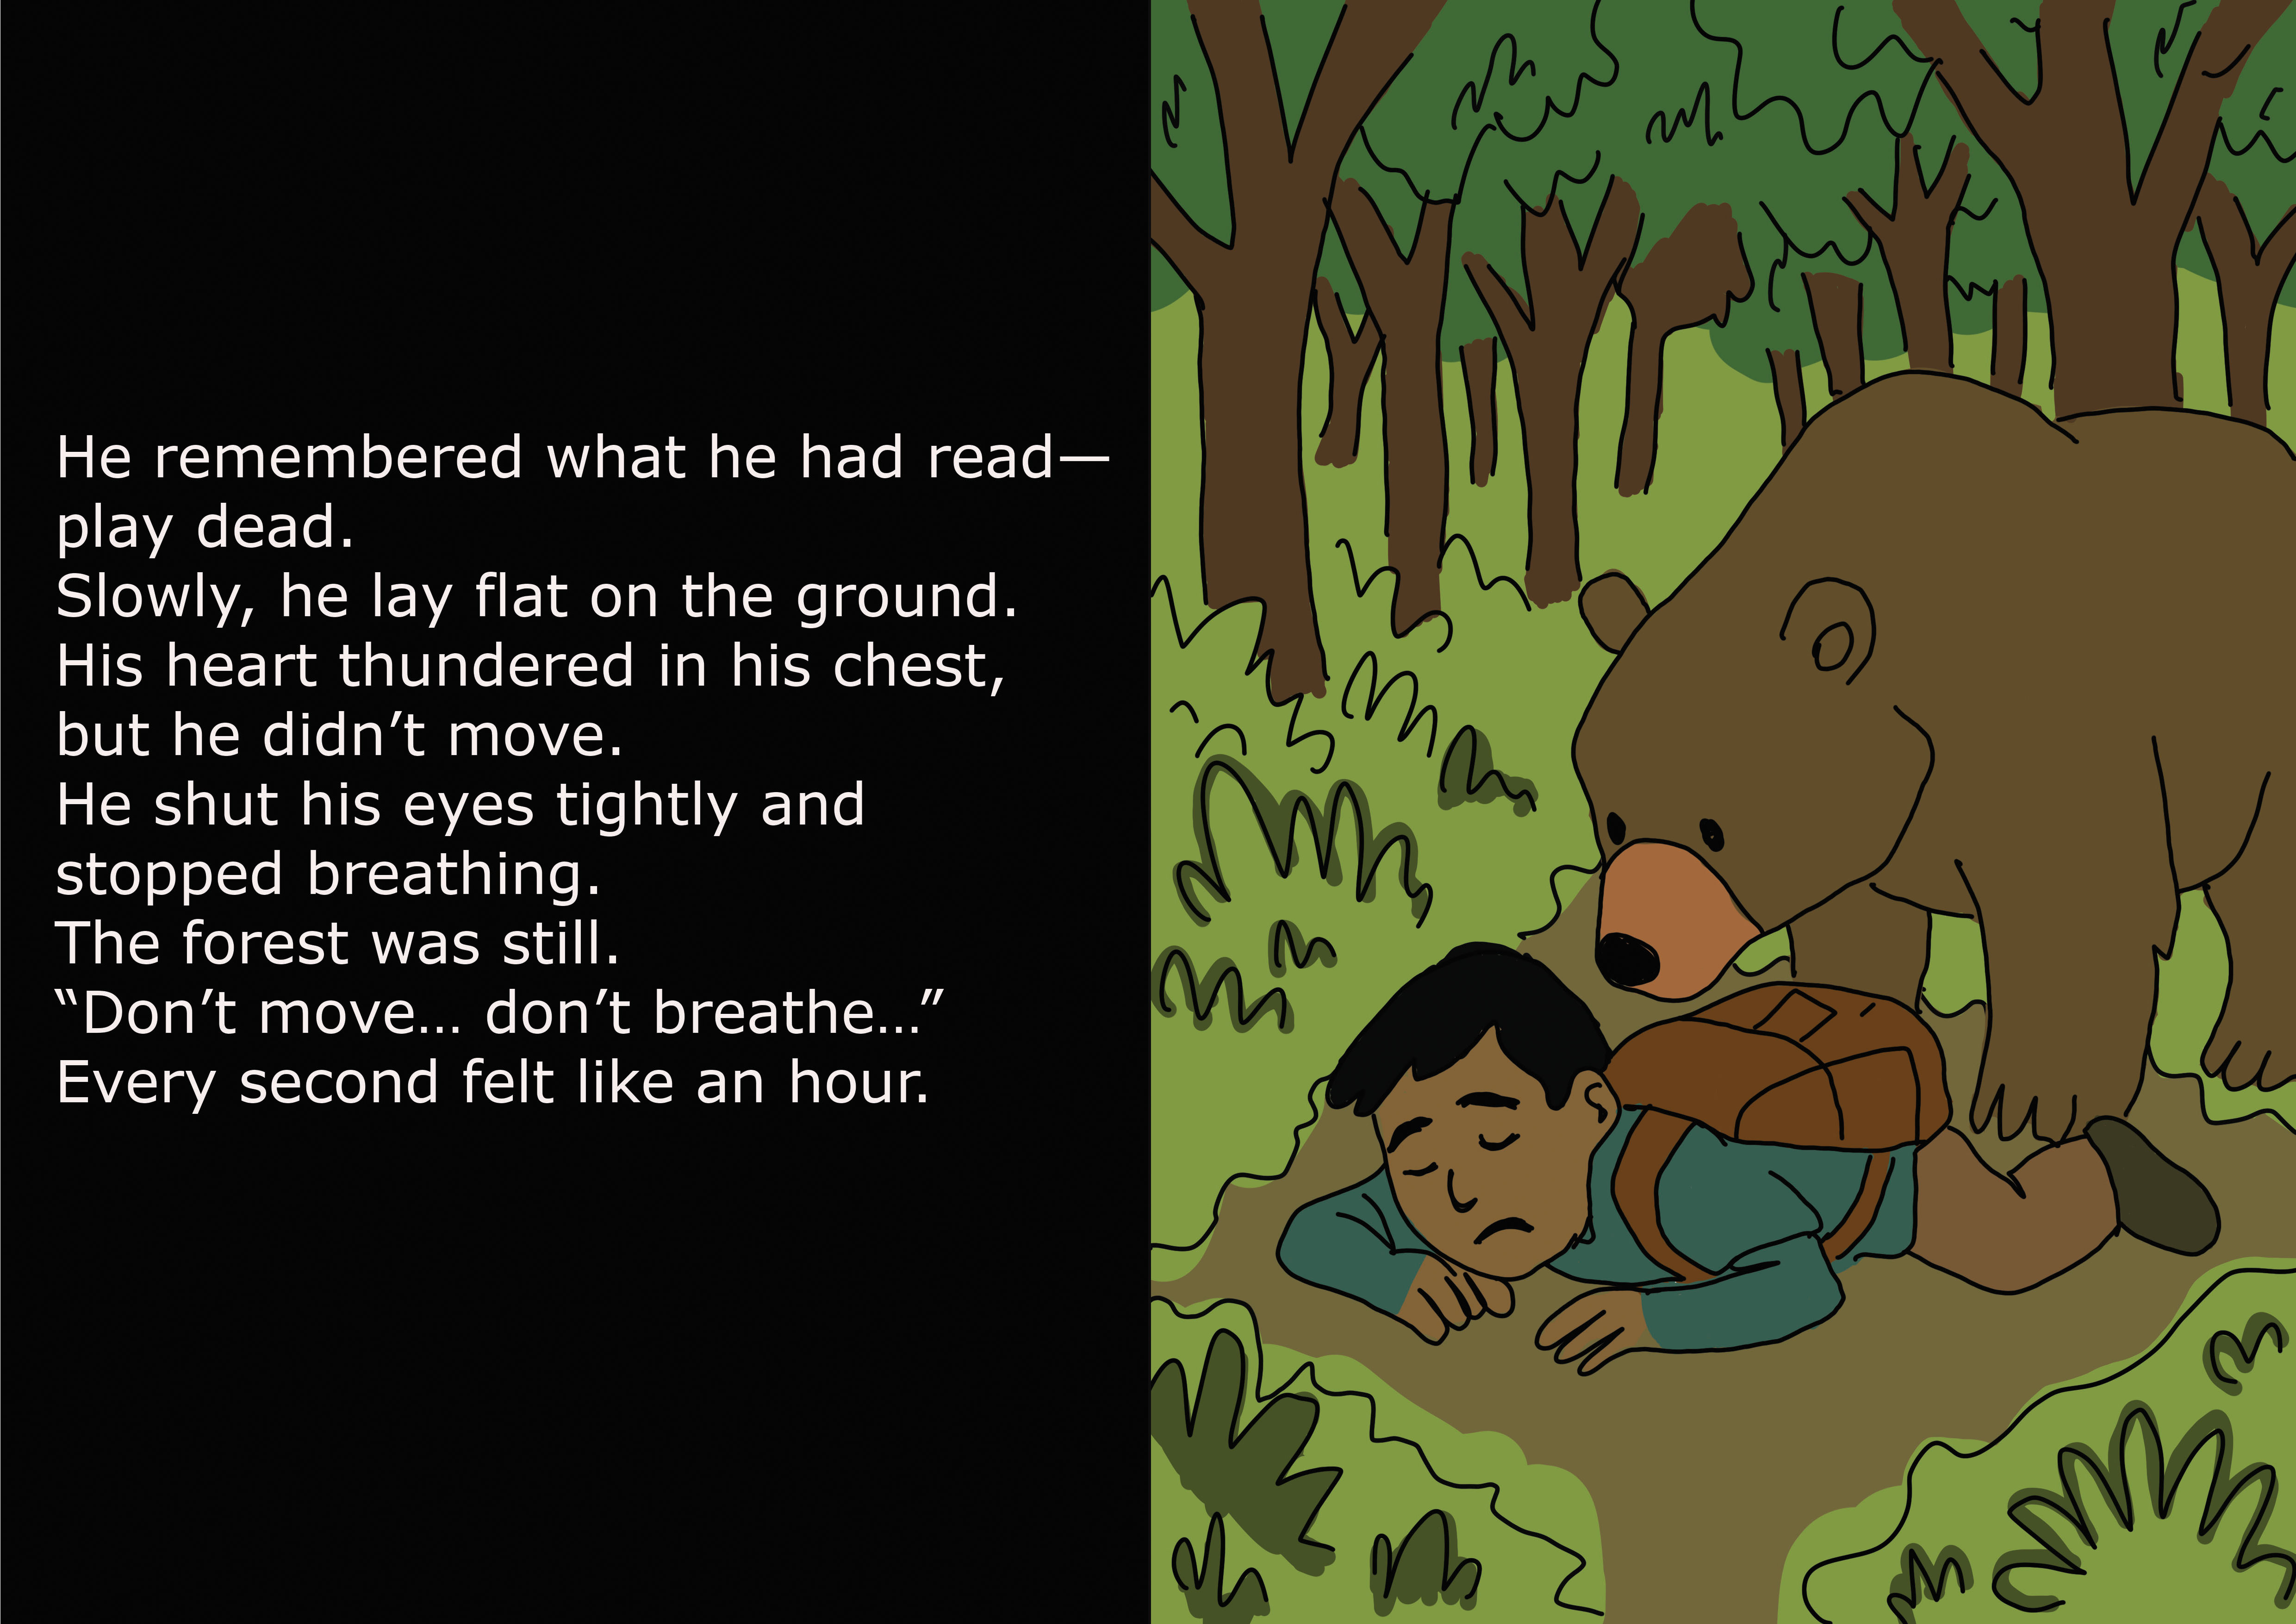 He remembered what he had read—
play dead.
Slowly, he lay flat on the ground.
His heart thundered in his chest,
but he didn’t move.
He shut his eyes tightly and
stopped breathing.
The forest was still.
“Don’t move... don’t breathe...”
Every second felt like an hour.